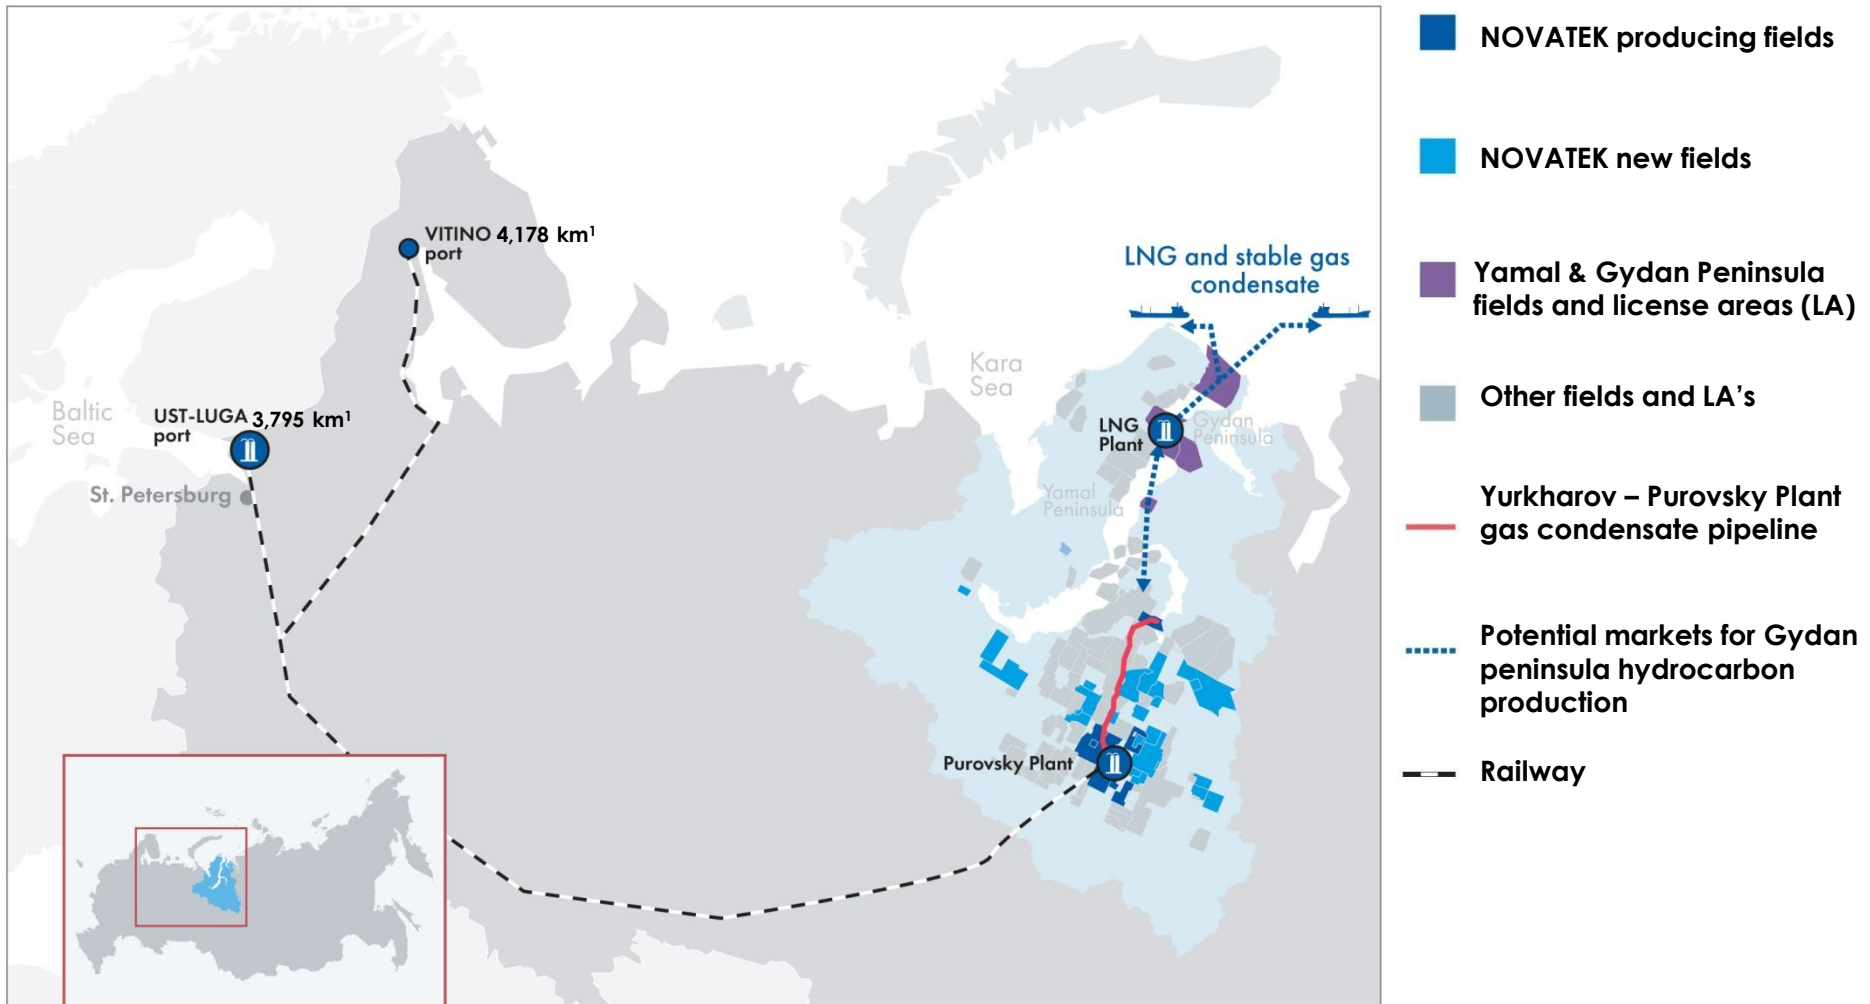 VITINO 4,178 km¹
port
LNG and stable gas
condensate
Kara
Sea
Baltic
Sea
UST-LUGA 3,795 km¹
port
LNG
Plant
Gydan
Peninsula
St. Petersburg
Yamal
Peninsula
Purovsky Plant
NOVATEK producing fields
NOVATEK new fields
Yamal & Gydan Peninsula
fields and license areas (LA)
Other fields and LA’s
Yurkharov – Purovsky Plant
gas condensate pipeline
Potential markets for Gydan
peninsula hydrocarbon
production
Railway